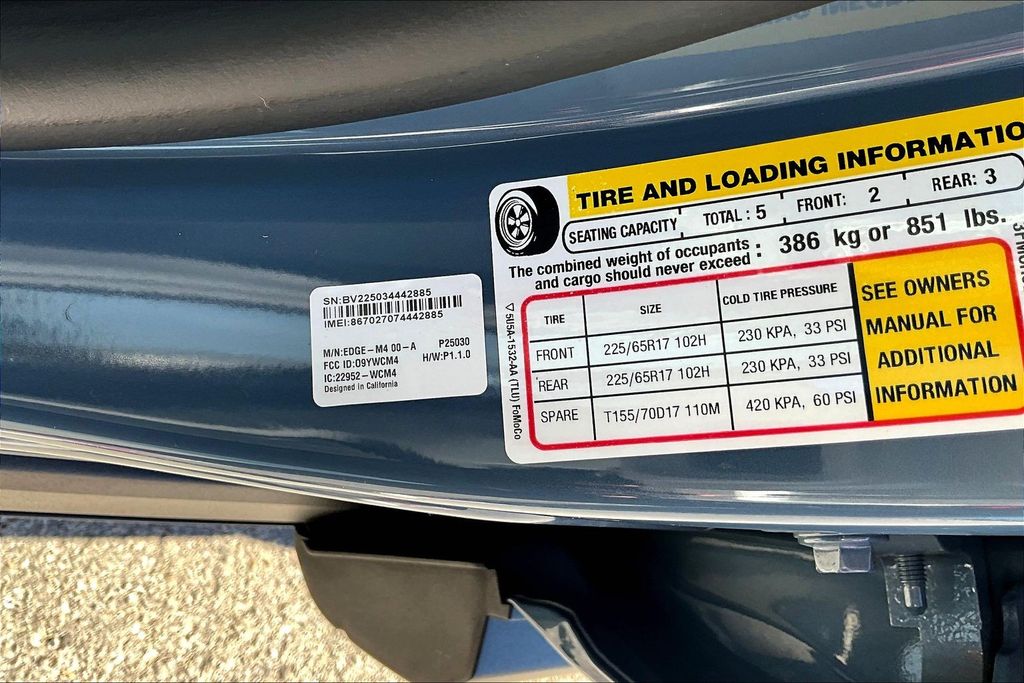 SN:BV225034442885
IMEI:867027074442885
M/N:EDGE-M4 00-A P25030
FCC ID:O9YWCM4 H/W:P1.1.0
IC:22952-WCM4
Designed in California
TIRE AND LOADING INFORMATIO
SEATING CAPACITY TOTAL : 5 FRONT: 2 REAR: 3
The combined weight of occupants
and cargo should never exceed : 386 kg or 851 lbs.
TIRE SIZE COLD TIRE PRESSURE
FRONT 225/65R17 102H 230 KPA, 33 PSI
REAR 225/65R17 102H 230 KPA, 33 PSI
SPARE T155/70D17 110M 420 KPA, 60 PSI
SEE OWNERS
MANUAL FOR
ADDITIONAL
INFORMATION
5U5A-1532-AA (TLU) FoMoCo